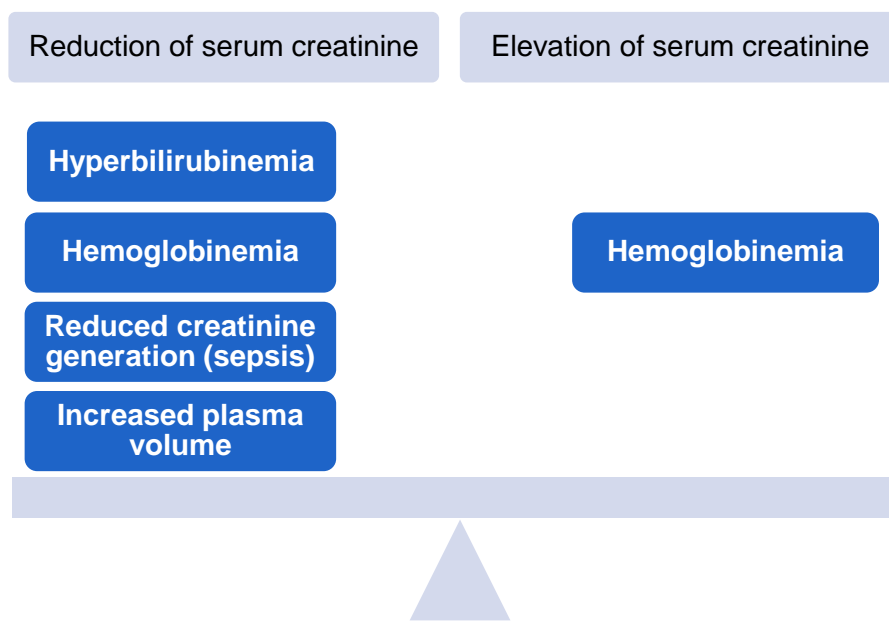 Reduction of serum creatinine
Elevation of serum creatinine
Hyperbilirubinemia
Hemoglobinemia
Hemoglobinemia
Reduced creatinine
generation (sepsis)
Increased plasma
volume